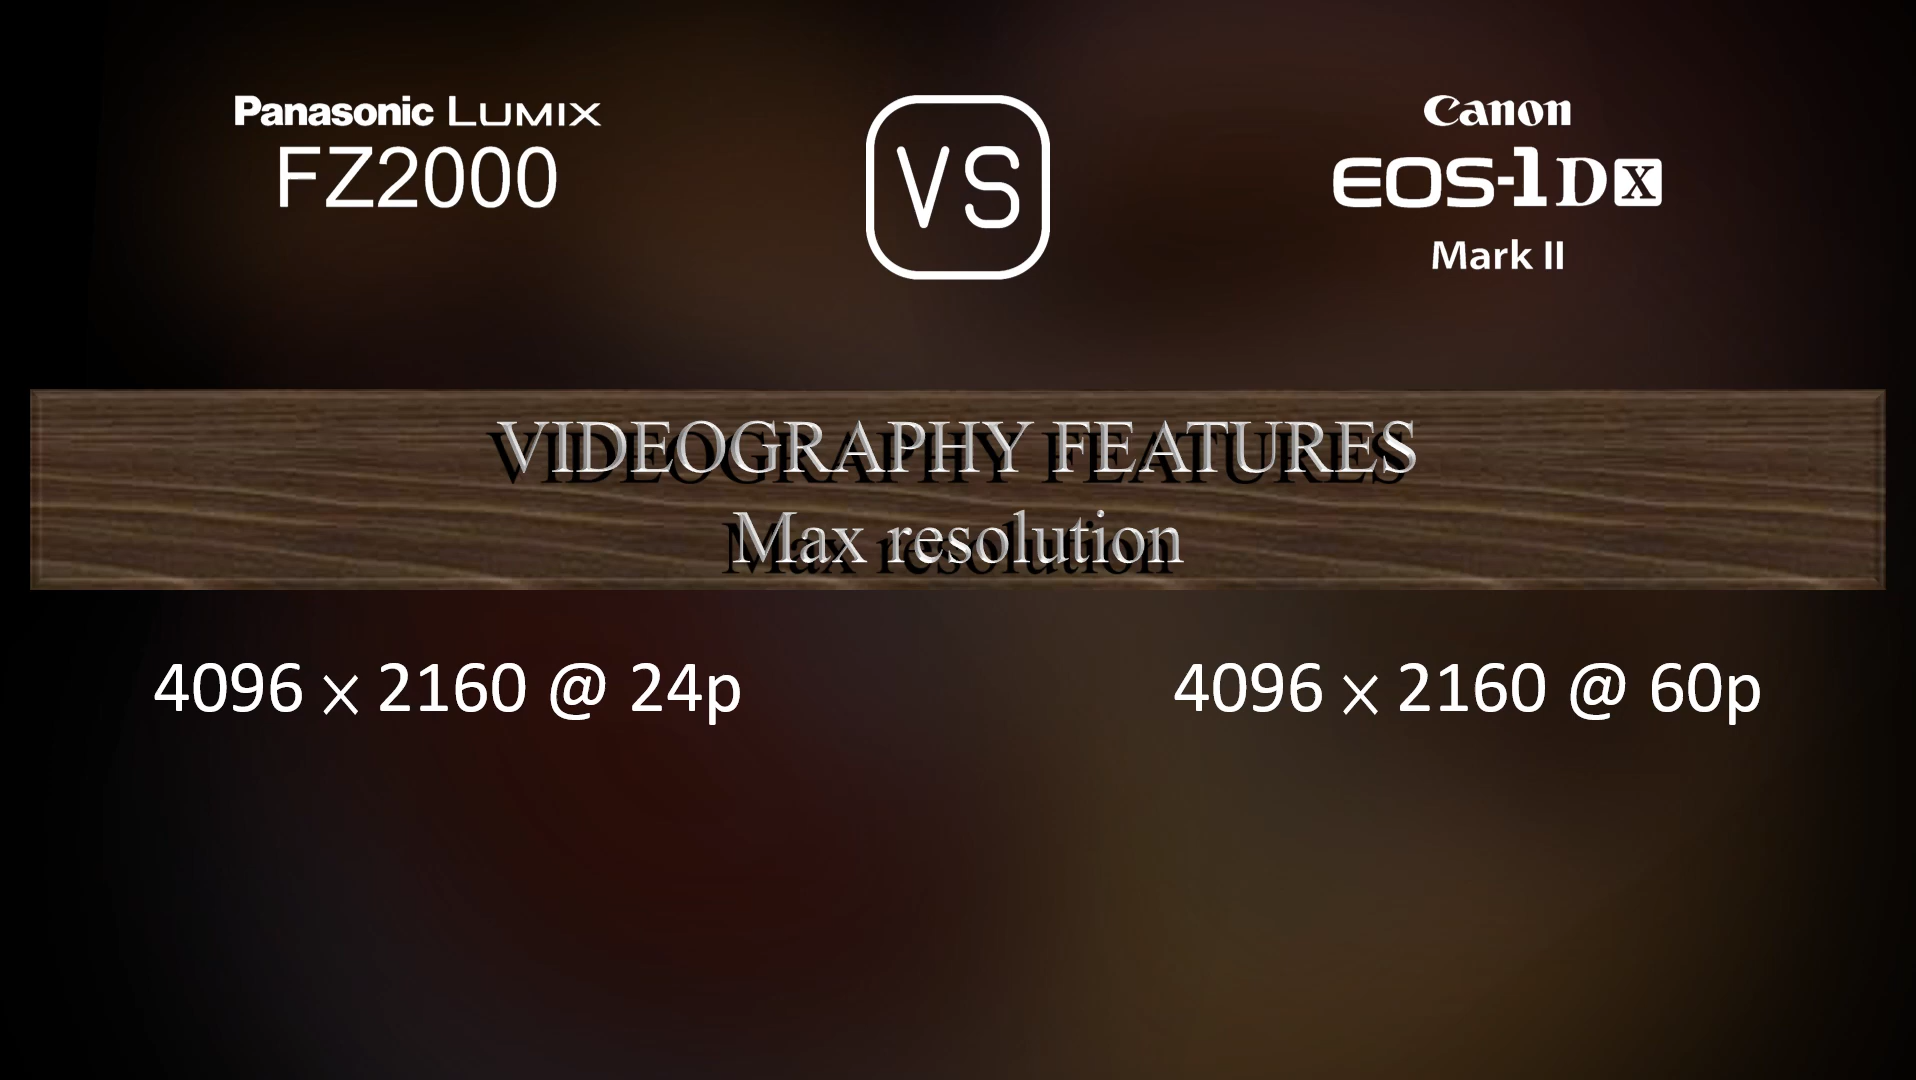 Panasonic LUMIX
FZ2000
VS
Canon
EOS-1DX
Mark II
VIDEOGRAPHY FEATURES
Max resolution
4096 x 2160 @ 24p
4096 x 2160 @ 60p